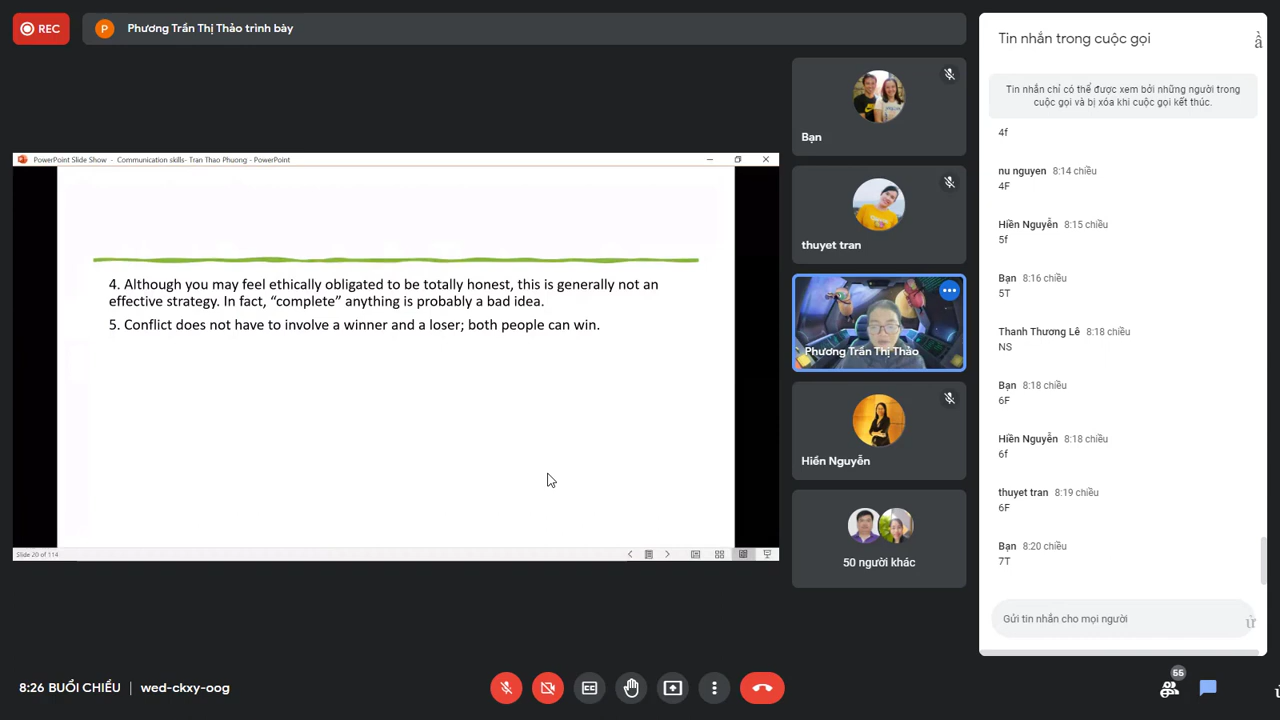 REC
P
Phương Trần Thị Thảo trình bày
PowerPoint Slide Show - Communication skills- Tran Thao Phuong - PowerPoint
4. Although you may feel ethically obligated to be totally honest, this is generally not an
effective strategy. In fact, “complete” anything is probably a bad idea.
5. Conflict does not have to involve a winner and a loser; both people can win.
Slide 20 of 114
Bạn
thuyet tran
Phương Trần Thị Thảo
Hiền Nguyễn
50 người khác
Tin nhắn trong cuộc gọi
Tin nhắn chỉ có thể được xem bởi những người trong
cuộc gọi và bị xóa khi cuộc gọi kết thúc.
4f
nu nguyen 8:14 chiều
4F
Hiền Nguyễn 8:15 chiều
5f
Bạn 8:16 chiều
5T
Thanh Thương Lê 8:18 chiều
NS
Bạn 8:18 chiều
6F
Hiền Nguyễn 8:18 chiều
6f
thuyet tran 8:19 chiều
6F
Bạn 8:20 chiều
7T
Gửi tin nhắn cho mọi người
8:26 BUỔI CHIỀU | wed-ckxy-oog
55